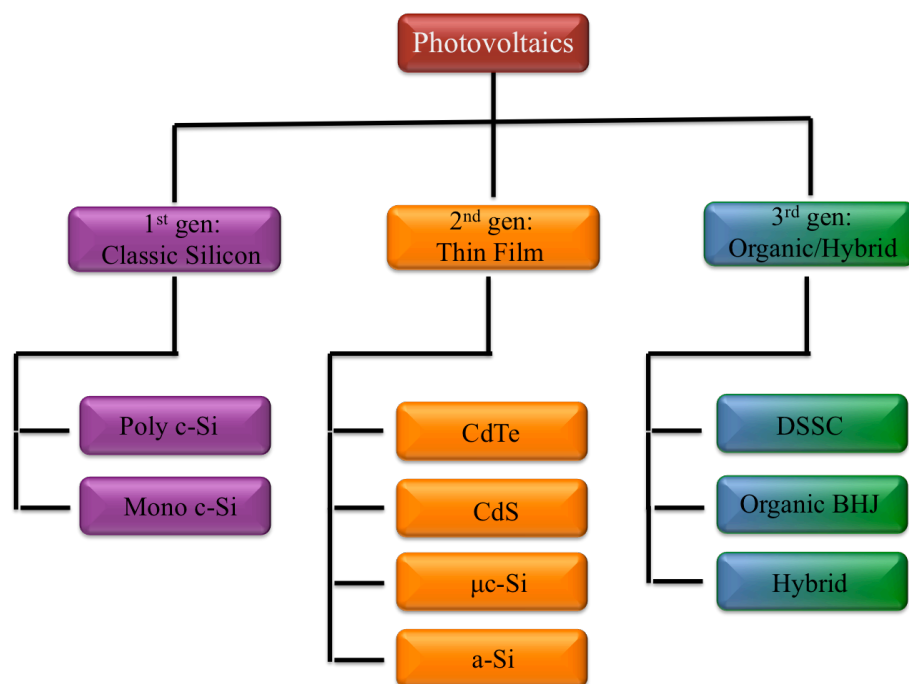 Photovoltaics
1st gen:
Classic Silicon
2nd gen:
Thin Film
3rd gen:
Organic/Hybrid
Poly c-Si
Mono c-Si
CdTe
CdS
μc-Si
a-Si
DSSC
Organic BHJ
Hybrid